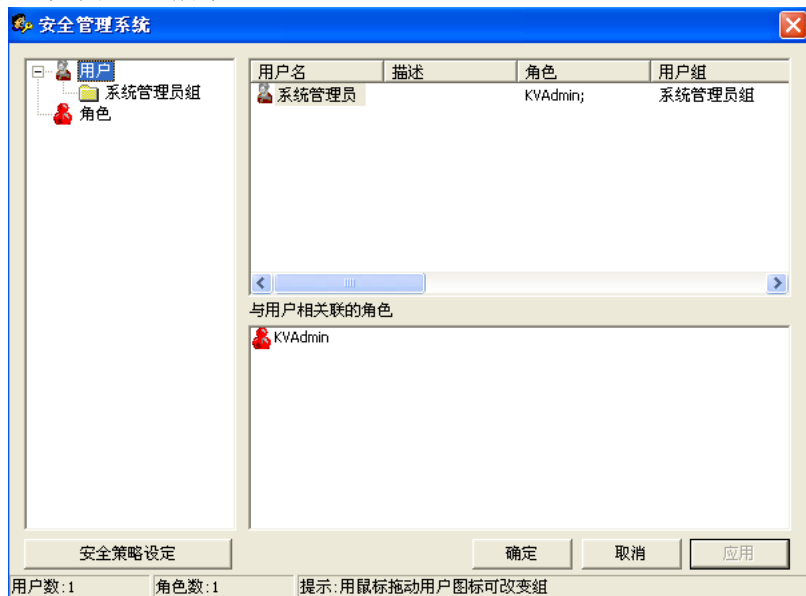 安全管理系统
用户
系统管理员组
角色
用户名 描述 角色 用户组
系统管理员 KVAdmin; 系统管理员组
与用户相关联的角色
KVAdmin
安全策略设定 确定 取消 应用
用户数:1 角色数:1 提示:用鼠标拖动用户图标可改变组